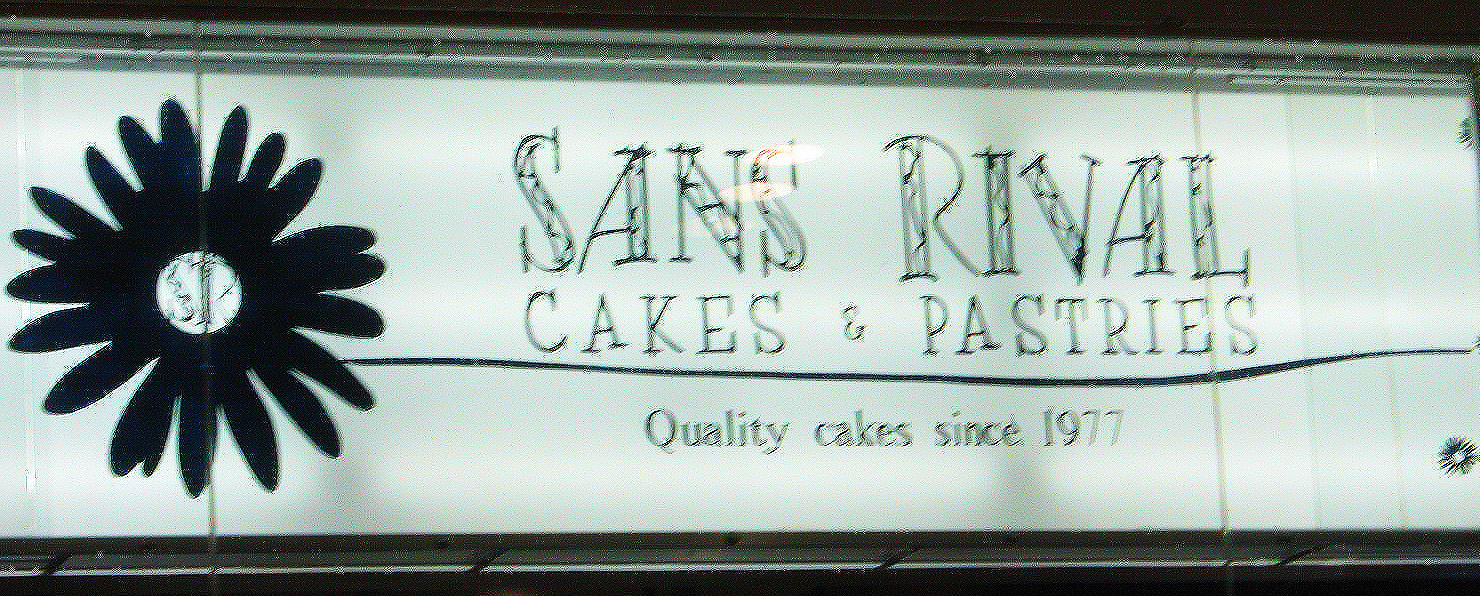 SANS RIVAL
CAKES & PASTRIES
Quality cakes since 1977